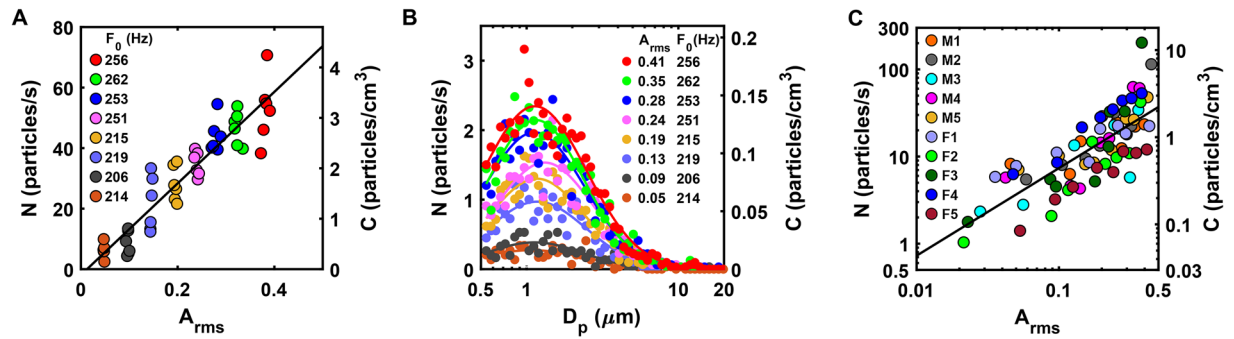 A
F₀ (Hz)
256
262
253
251
215
219
206
214
80
60
40
20
0
N (particles/s)
0
0.2
0.4
A_rms
4
3
2
1
0
C (particles/cm³)
B
A_rms F₀(Hz)
0.41 256
0.35 262
0.28 253
0.24 251
0.19 215
0.13 219
0.09 206
0.05 214
3
2
1
0
N (particles/s)
0.5
1
10
20
D_p (μm)
0.2
0.15
0.1
0.05
0
C (particles/cm³)
C
M1
M2
M3
M4
M5
F1
F2
F3
F4
F5
300
100
10
1
0.5
N (particles/s)
0.01
0.1
0.5
A_rms
10
1
0.1
0.03
C (particles/cm³)